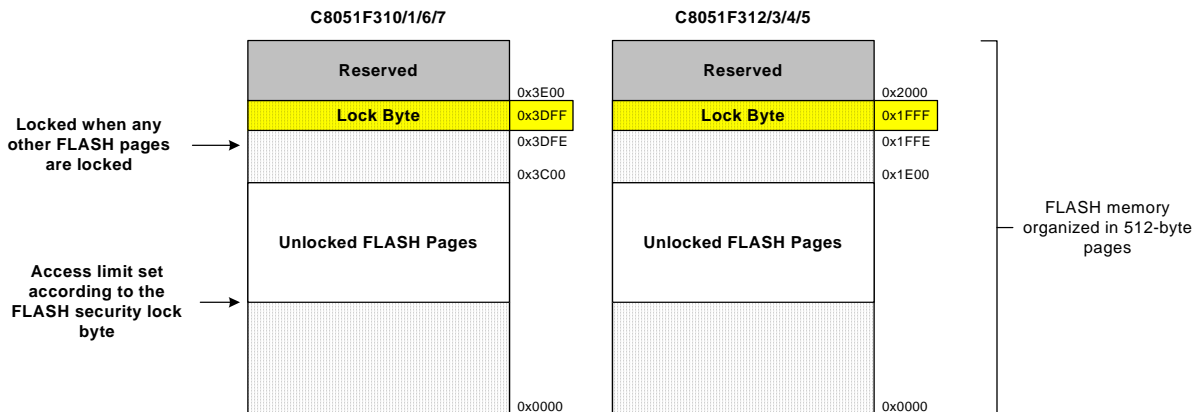 C8051F310/1/6/7
C8051F312/3/4/5
Reserved
Reserved
0x3E00
0x2000
Lock Byte
0x3DFF
Lock Byte
0x1FFF
Locked when any
other FLASH pages
are locked
0x3DFE
0x1FFE
0x3C00
0x1E00
Unlocked FLASH Pages
Unlocked FLASH Pages
FLASH memory
organized in 512-byte
pages
Access limit set
according to the
FLASH security lock
byte
0x0000
0x0000